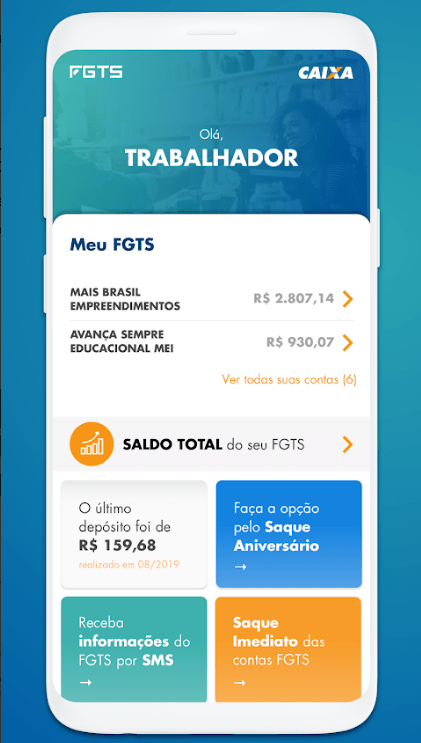 FGTS
CAIXA
Olá,
TRABALHADOR
Meu FGTS
MAIS BRASIL
EMPREENDIMENTOS
R$ 2.807,14
AVANÇA SEMPRE
EDUCACIONAL MEI
R$ 930,07
Ver todas suas contas (6)
SALDO TOTAL do seu FGTS
O último
depósito foi de
R$ 159,68
realizado em 08/2019
Faça a opção
pelo Saque
Aniversário
→
Receba
informações do
FGTS por SMS
→
Saque
Imediato das
contas FGTS
→